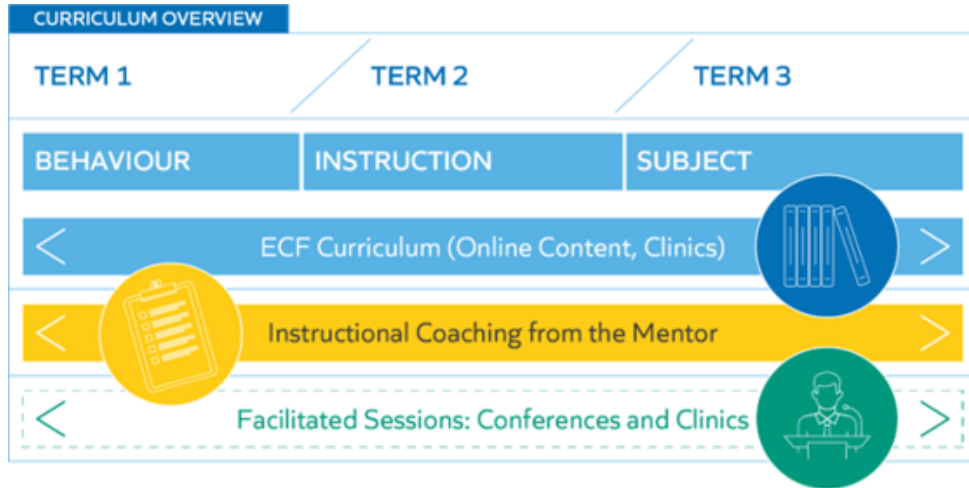 CURRICULUM OVERVIEW
TERM 1 TERM 2 TERM 3
BEHAVIOUR INSTRUCTION SUBJECT
ECF Curriculum (Online Content, Clinics)
Instructional Coaching from the Mentor
Facilitated Sessions: Conferences and Clinics